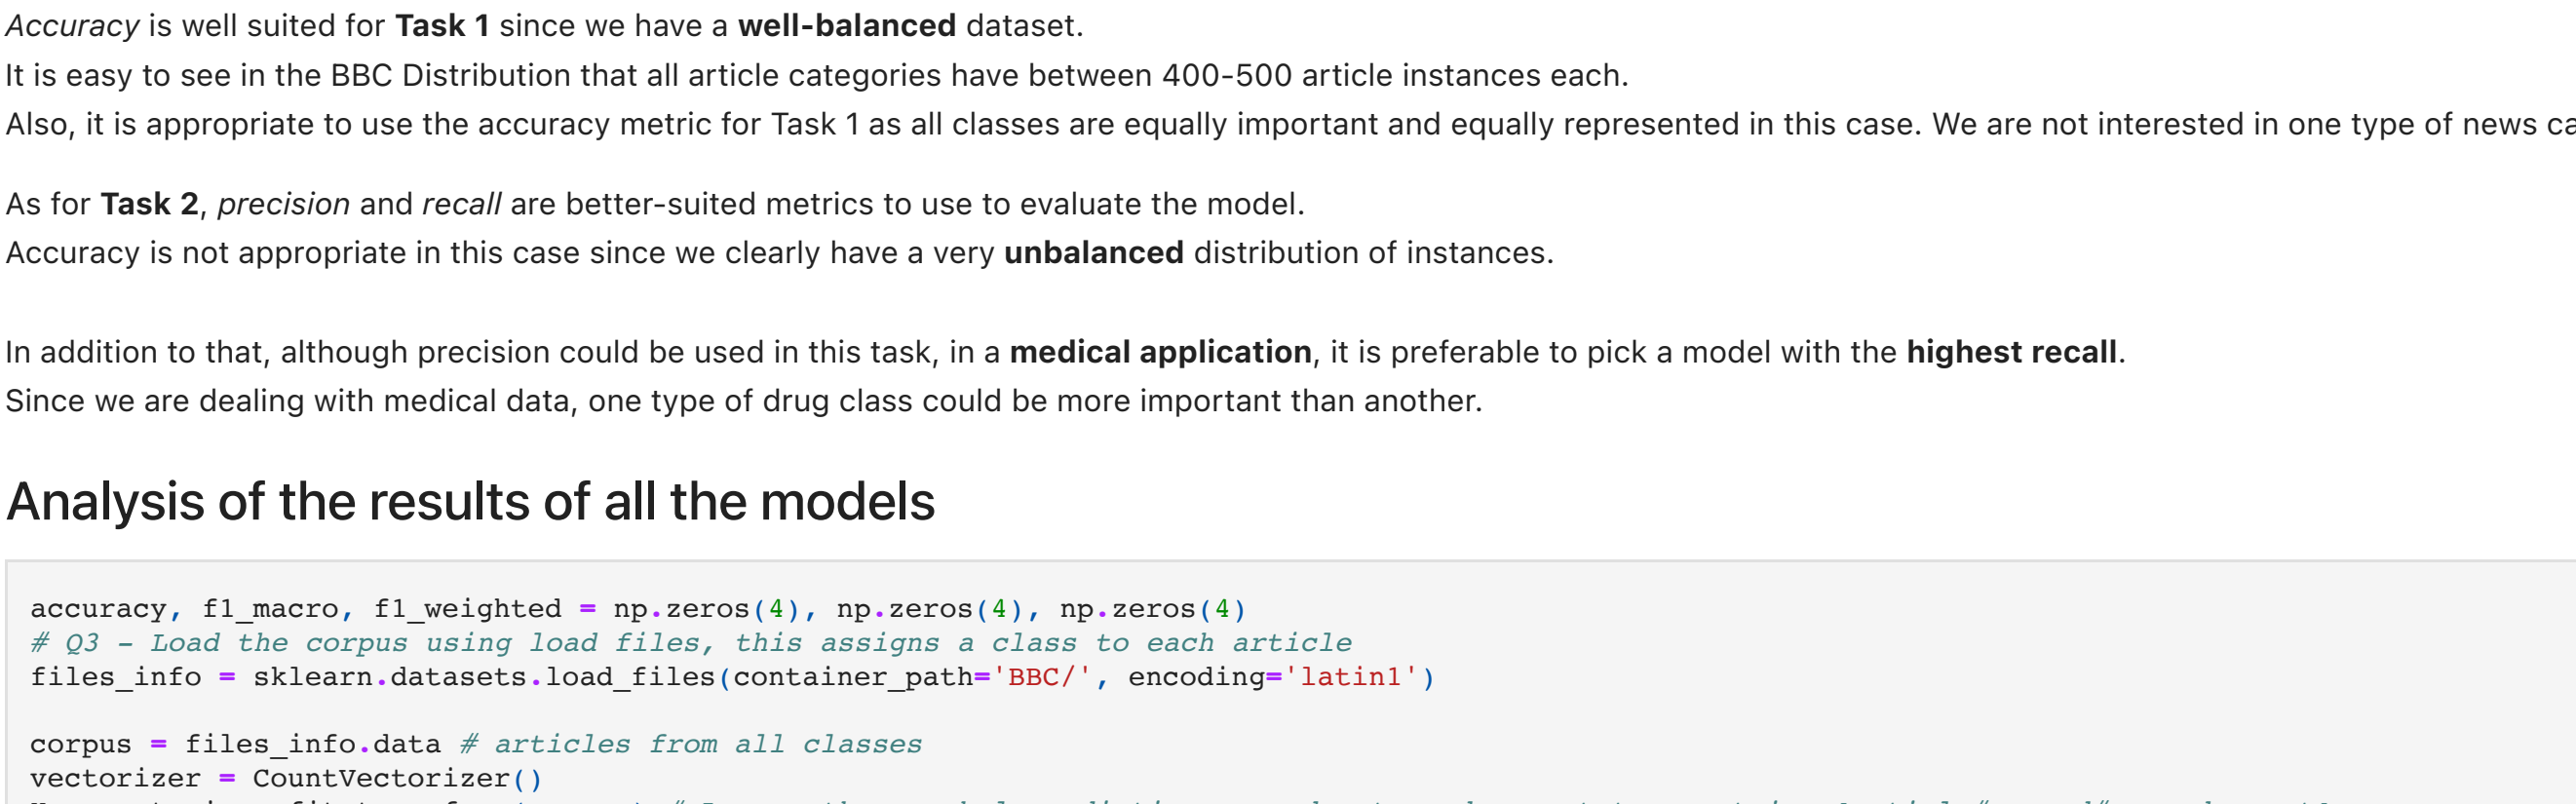 Accuracy is well suited for Task 1 since we have a well-balanced dataset.
It is easy to see in the BBC Distribution that all article categories have between 400-500 article instances each.
Also, it is appropriate to use the accuracy metric for Task 1 as all classes are equally important and equally represented in this case. We are not interested in one type of news ca
As for Task 2, precision and recall are better-suited metrics to use to evaluate the model.
Accuracy is not appropriate in this case since we clearly have a very unbalanced distribution of instances.
In addition to that, although precision could be used in this task, in a medical application, it is preferable to pick a model with the highest recall.
Since we are dealing with medical data, one type of drug class could be more important than another.
Analysis of the results of all the models
accuracy, f1_macro, f1_weighted = np.zeros(4), np.zeros(4), np.zeros(4)
# Q3 - Load the corpus using load files, this assigns a class to each article
files_info = sklearn.datasets.load_files(container_path='BBC/', encoding='latin1')
corpus = files_info.data # articles from all classes
vectorizer = CountVectorizer()